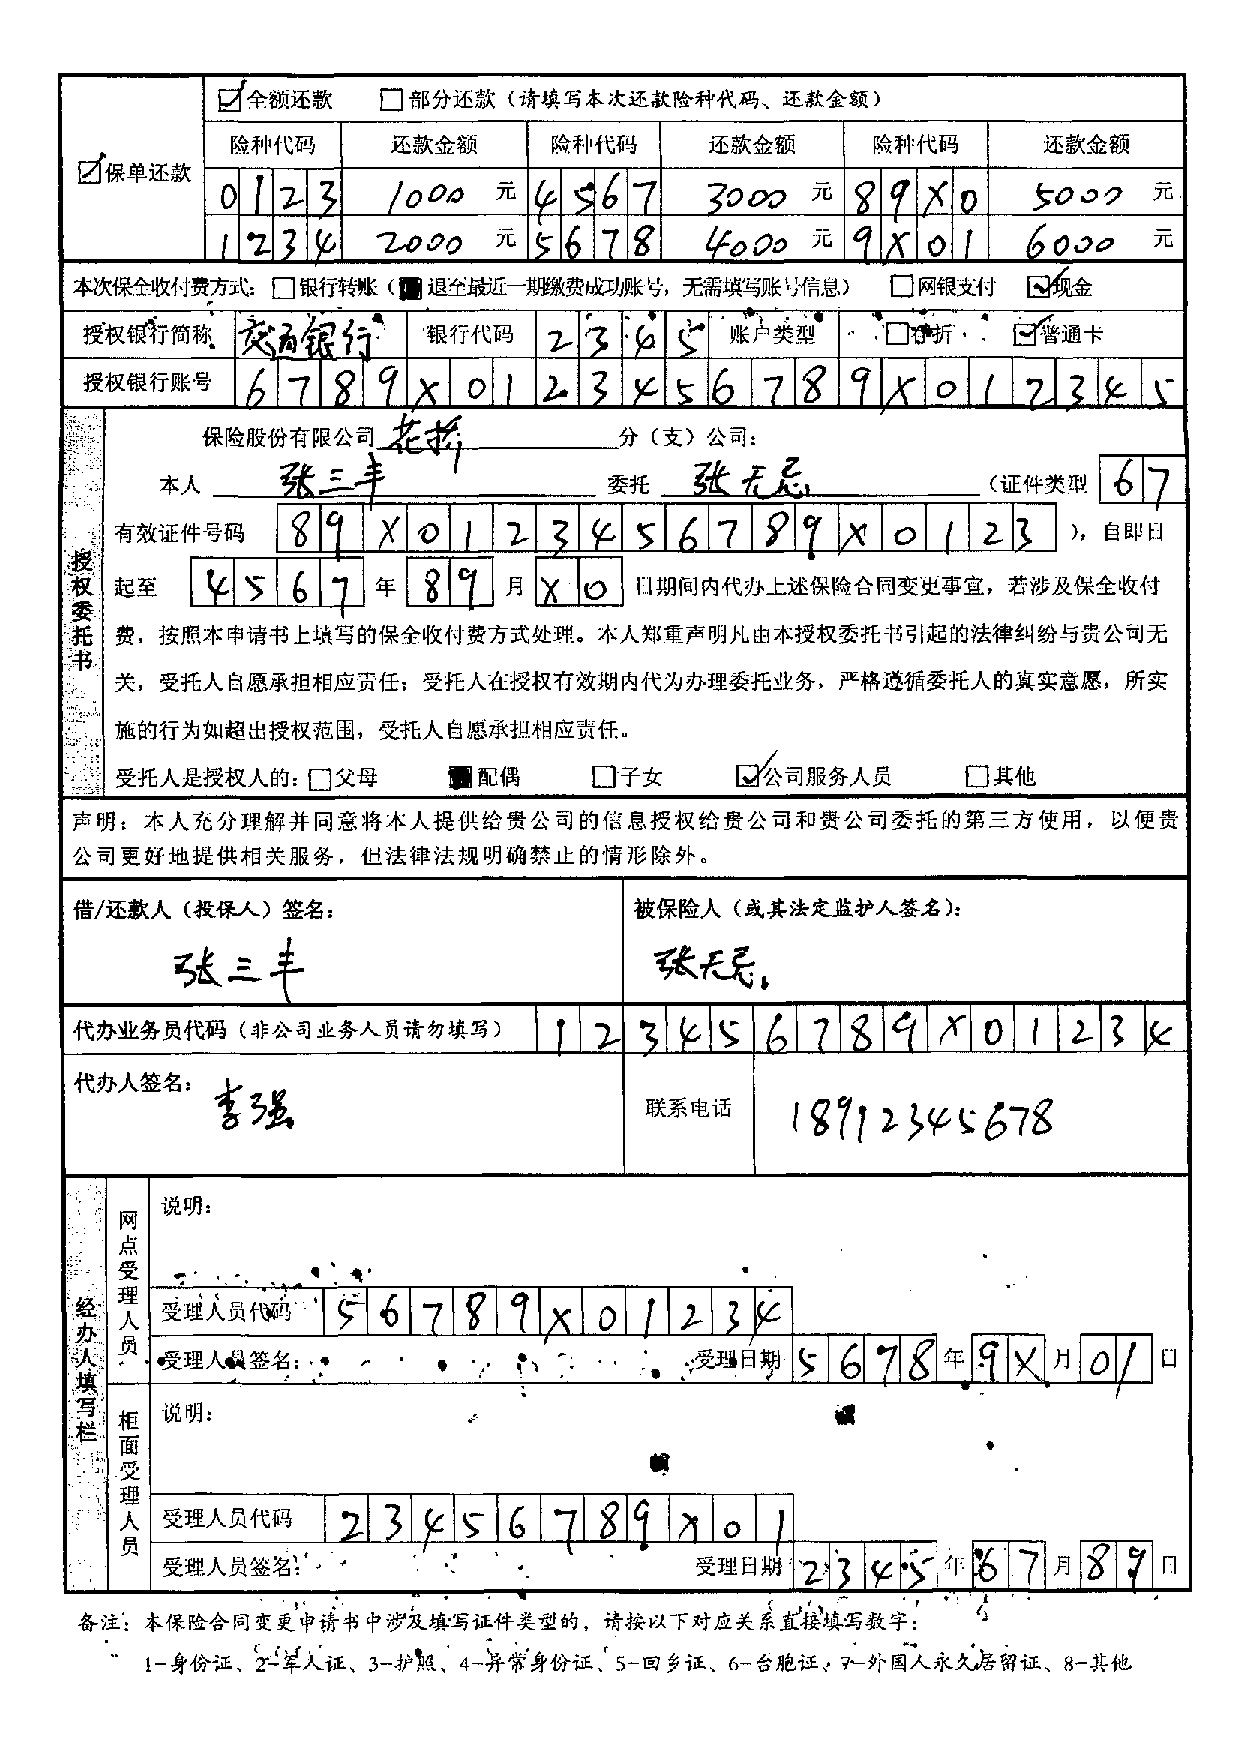 ☑全额还款 □部分还款（请填写本次还款险种代码、还款金额）
☑保单还款
险种代码 还款金额 险种代码 还款金额 险种代码 还款金额
0123 1000 元 4567 3000 元 89X0 5000 元
1234 2000 元 5678 4000 元 9X01 6000 元
本次保全收付费方式：□银行转账（■退至最近一期缴费成功账号，无需填写账号信息） □网银支付 ☑现金
授权银行简称 交通银行 银行代码 2345 账户类型 □存折 ☑普通卡
授权银行账号 6789X0123456789X012345
授权委托书
保险股份有限公司 花桥 分（支）公司：
本人 张三丰 委托 张无忌 （证件类型 67
有效证件号码 89X0123456789X0123 ），自即日
起至 4567 年 89 月 X0 日期间内代办上述保险合同变更事宜，若涉及保全收付
费，按照本申请书上填写的保全收付费方式处理。本人郑重声明凡由本授权委托书引起的法律纠纷与贵公司无
关，受托人自愿承担相应责任；受托人在授权有效期内代为办理委托业务，严格遵循委托人的真实意愿，所实
施的行为如超出授权范围，受托人自愿承担相应责任。
受托人是授权人的：□父母 ■配偶 □子女 ☑公司服务人员 □其他
声明：本人充分理解并同意将本人提供给贵公司的信息授权给贵公司和贵公司委托的第三方使用，以便贵
公司更好地提供相关服务，但法律法规明确禁止的情形除外。
借/还款人（投保人）签名： 被保险人（或其法定监护人签名）：
张三丰 张无忌
代办业务员代码（非公司业务人员请勿填写） 123456789X01234
代办人签名： 李强 联系电话 18912345678
经办人填写栏
网点受理人员
说明：
受理人员代码 56789X01234
受理人员签名： 受理日期 5678 年 9X 月 01 日
柜面受理人员
说明：
受理人员代码 23456789X01
受理人员签名： 受理日期 2345 年 67 月 89 日
备注：本保险合同变更申请书中涉及填写证件类型的，请按以下对应关系直接填写数字：
1-身份证、2-军人证、3-护照、4-异常身份证、5-回乡证、6-台胞证、7-外国人永久居留证、8-其他